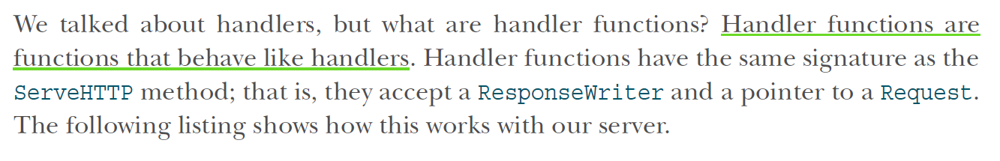 We talked about handlers, but what are handler functions? Handler functions are
functions that behave like handlers. Handler functions have the same signature as the
ServeHTTP method; that is, they accept a ResponseWriter and a pointer to a Request.
The following listing shows how this works with our server.